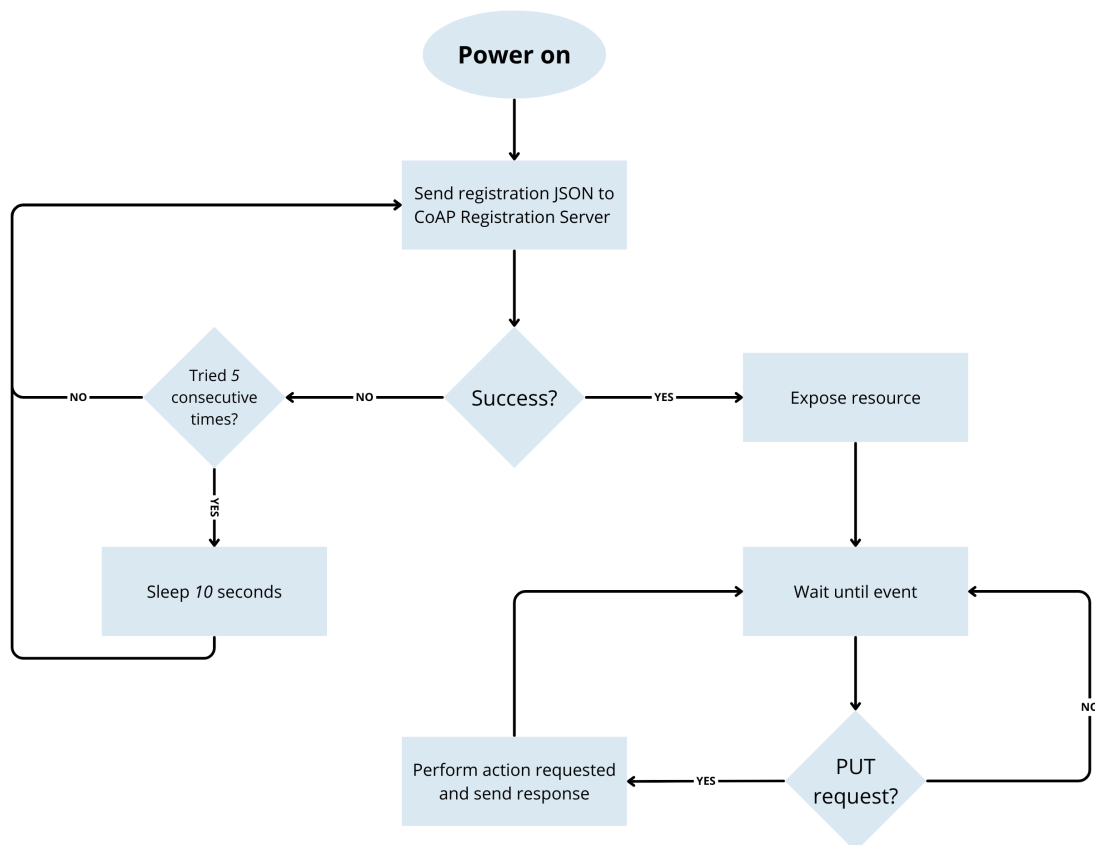 Power on
Send registration JSON to
CoAP Registration Server
Tried 5
consecutive
times?
NO
NO
Success?
YES
Expose resource
YES
Sleep 10 seconds
Wait until event
NO
Perform action requested
and send response
YES
PUT
request?